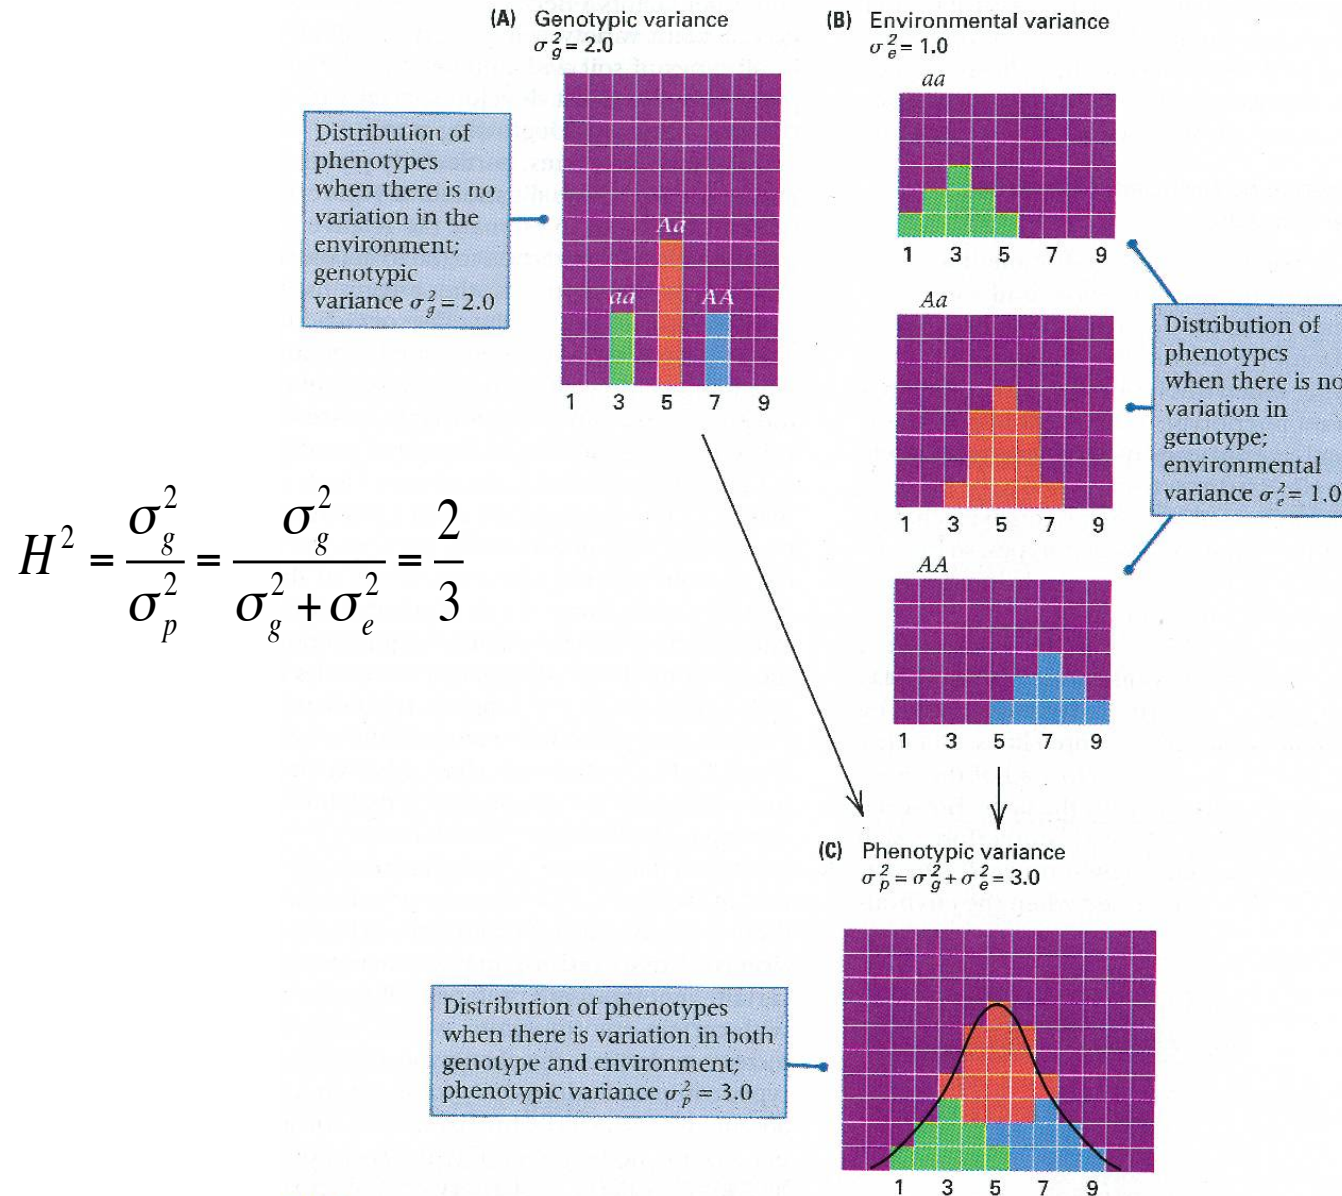 (A) Genotypic variance
σ²g = 2.0
Distribution of
phenotypes
when there is no
variation in the
environment;
genotypic
variance σ²g = 2.0
Aa
aa AA
1 3 5 7 9
(B) Environmental variance
σ²e = 1.0
aa
1 3 5 7 9
Aa
1 3 5 7 9
AA
1 3 5 7 9
Distribution of
phenotypes
when there is no
variation in
genotype;
environmental
variance σ²e = 1.0
H² = σ²g / σ²p = σ²g / (σ²g + σ²e) = 2/3
(C) Phenotypic variance
σ²p = σ²g + σ²e = 3.0
Distribution of phenotypes
when there is variation in both
genotype and environment;
phenotypic variance σ²p = 3.0
1 3 5 7 9